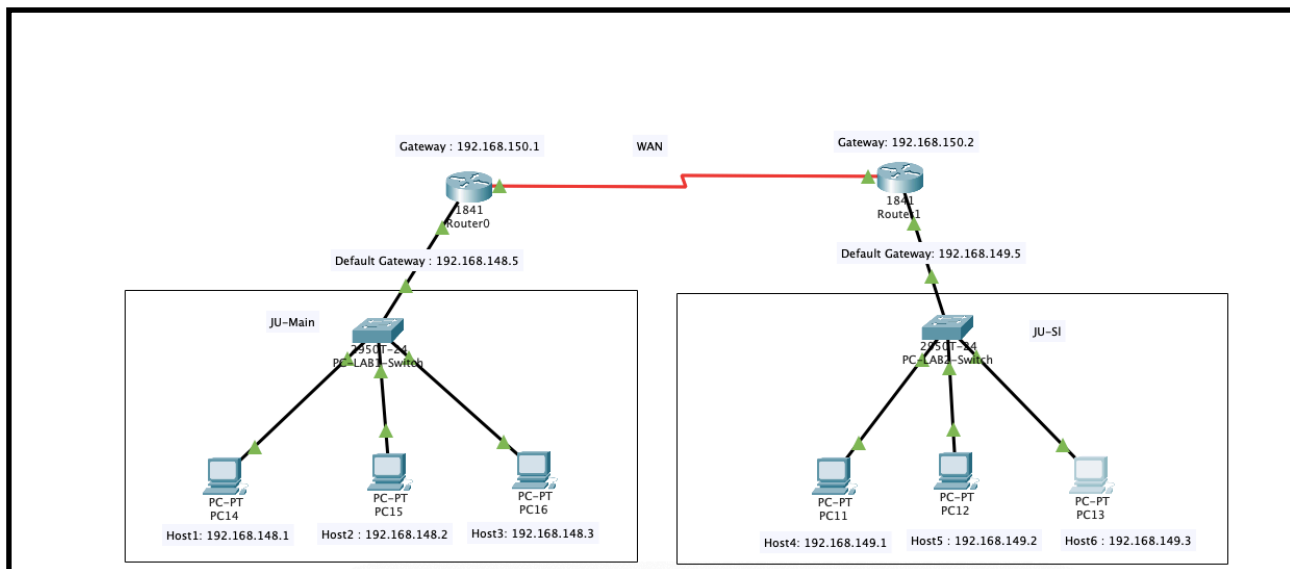 Gateway : 192.168.150.1
WAN
Gateway: 192.168.150.2
1841
Router0
1841
Router1
Default Gateway : 192.168.148.5
Default Gateway: 192.168.149.5
JU-Main
2950T-24
PC-LAB1-Switch
2950T-24
PC-LAB2-Switch
JU-SI
PC-PT
PC14
PC-PT
PC15
PC-PT
PC16
Host1: 192.168.148.1
Host2 : 192.168.148.2
Host3: 192.168.148.3
PC-PT
PC11
PC-PT
PC12
PC-PT
PC13
Host4: 192.168.149.1
Host5 : 192.168.149.2
Host6 : 192.168.149.3